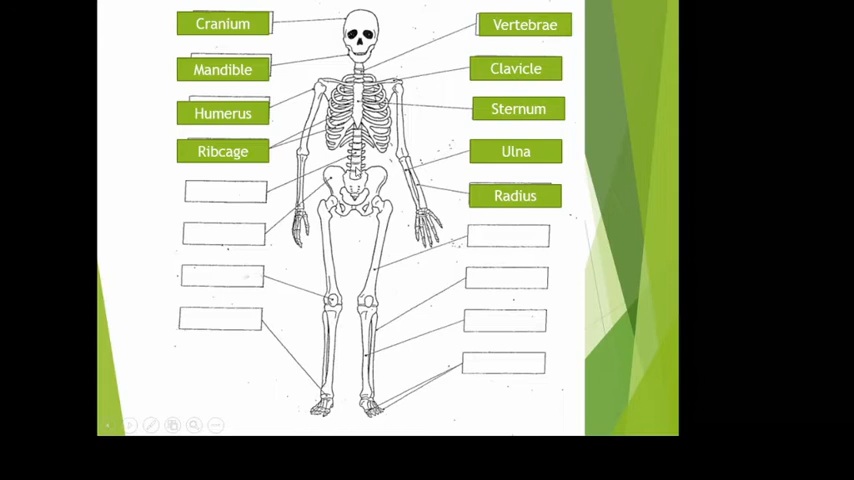 Cranium
Vertebrae
Mandible
Clavicle
Humerus
Sternum
Ribcage
Ulna
Radius